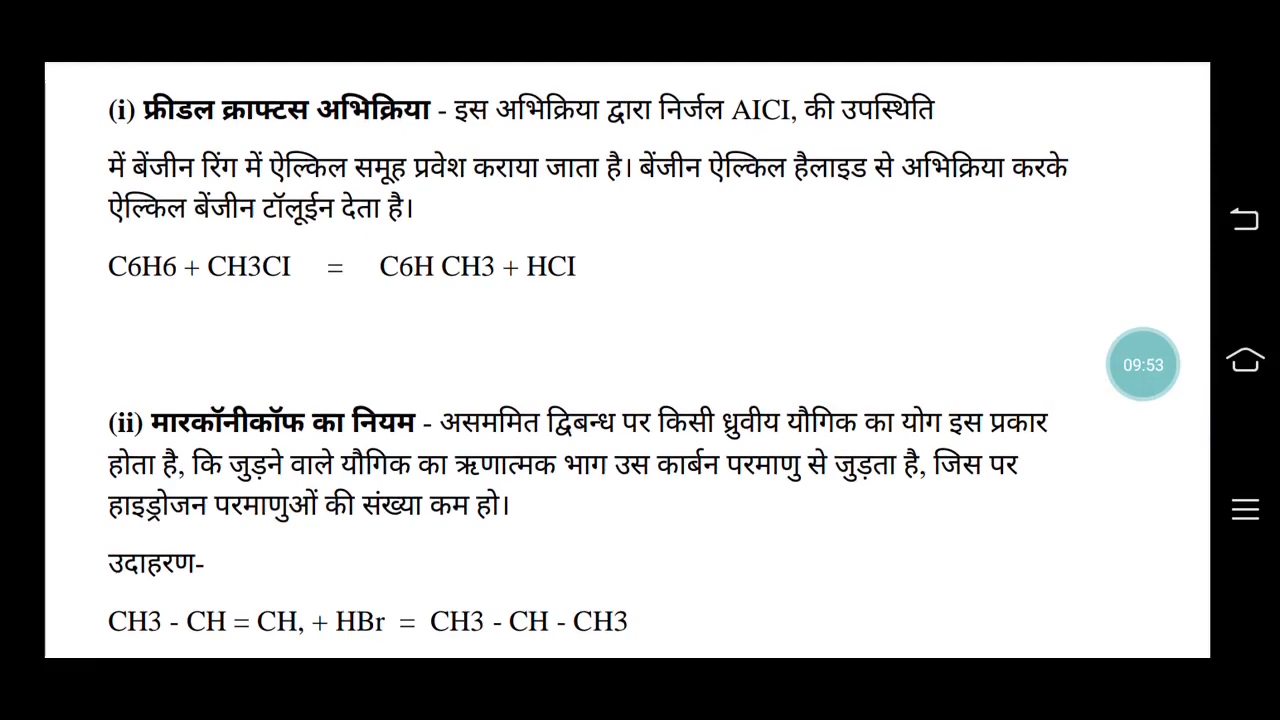 (i) फ्रीडल क्राफ्टस अभिक्रिया - इस अभिक्रिया द्वारा निर्जल AICI, की उपस्थिति
में बेंजीन रिंग में ऐल्किल समूह प्रवेश कराया जाता है। बेंजीन ऐल्किल हैलाइड से अभिक्रिया करके
ऐल्किल बेंजीन टॉलूईन देता है।
C6H6 + CH3CI = C6H CH3 + HCI
09:53
(ii) मारकॉनीकॉफ का नियम - असममित द्विबन्ध पर किसी ध्रुवीय यौगिक का योग इस प्रकार
होता है, कि जुड़ने वाले यौगिक का ऋणात्मक भाग उस कार्बन परमाणु से जुड़ता है, जिस पर
हाइड्रोजन परमाणुओं की संख्या कम हो।
उदाहरण-
CH3 - CH = CH, + HBr = CH3 - CH - CH3